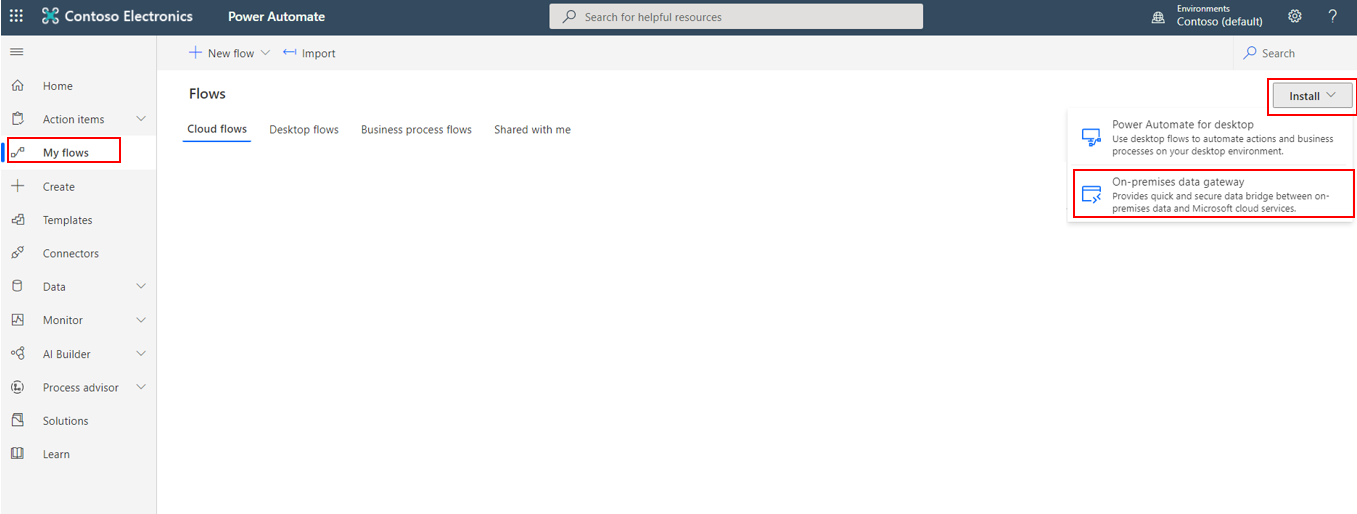 Contoso Electronics
Power Automate
Search for helpful resources
Environments
Contoso (default)
?
New flow
Import
Search
Home
Action items
My flows
Create
Templates
Connectors
Data
Monitor
AI Builder
Process advisor
Solutions
Learn
Flows
Install
Cloud flows
Desktop flows
Business process flows
Shared with me
Power Automate for desktop
Use desktop flows to automate actions and business
processes on your desktop environment.
On-premises data gateway
Provides quick and secure data bridge between on-
premises data and Microsoft cloud services.